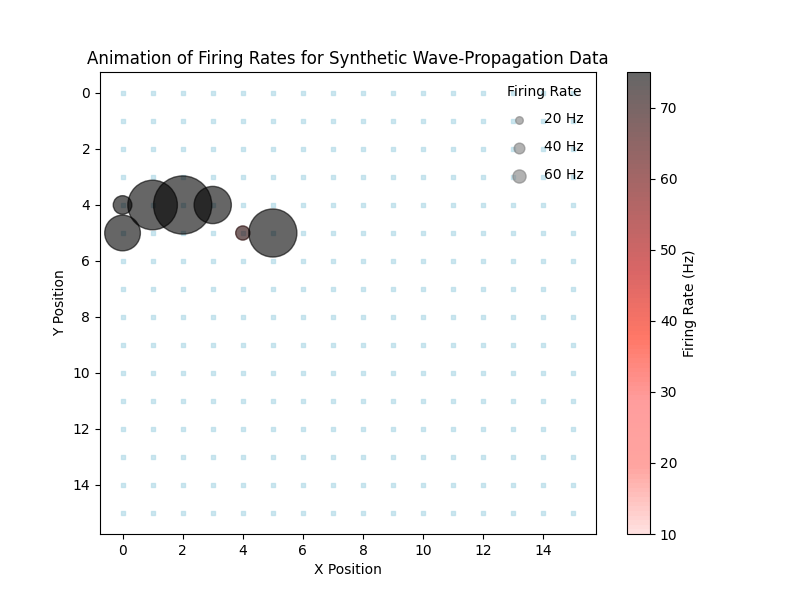 Animation of Firing Rates for Synthetic Wave-Propagation Data
Firing Rate
20 Hz
40 Hz
60 Hz
0
2
4
6
8
10
12
14
Y Position
0 2 4 6 8 10 12 14
X Position
70
60
50
40
30
20
10
Firing Rate (Hz)